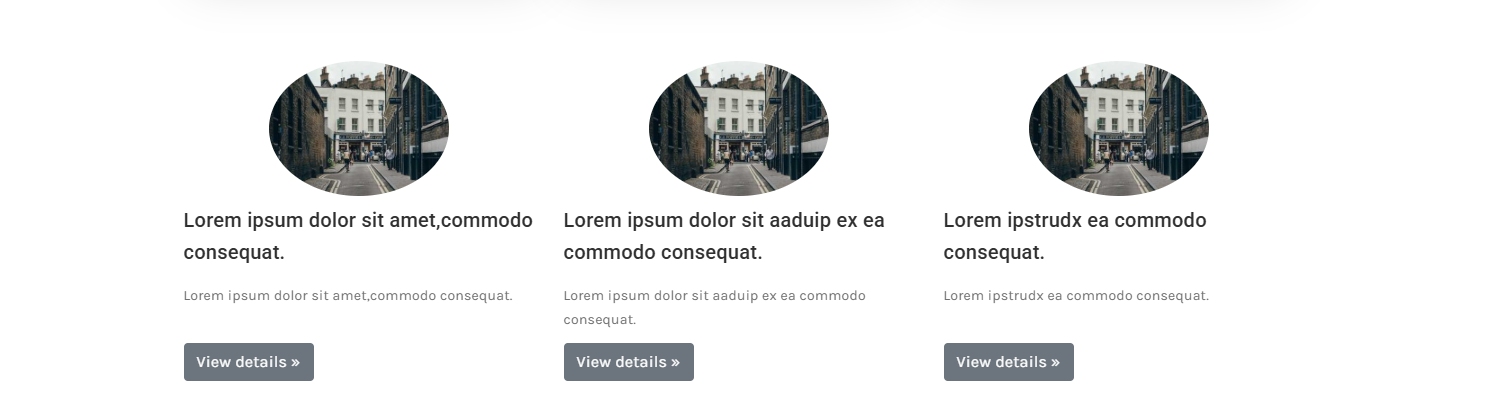 Lorem ipsum dolor sit amet,commodo
consequat.
Lorem ipsum dolor sit amet,commodo consequat.
View details »
Lorem ipsum dolor sit aaduip ex ea
commodo consequat.
Lorem ipsum dolor sit aaduip ex ea commodo
consequat.
View details »
Lorem ipstrudx ea commodo
consequat.
Lorem ipstrudx ea commodo consequat.
View details »